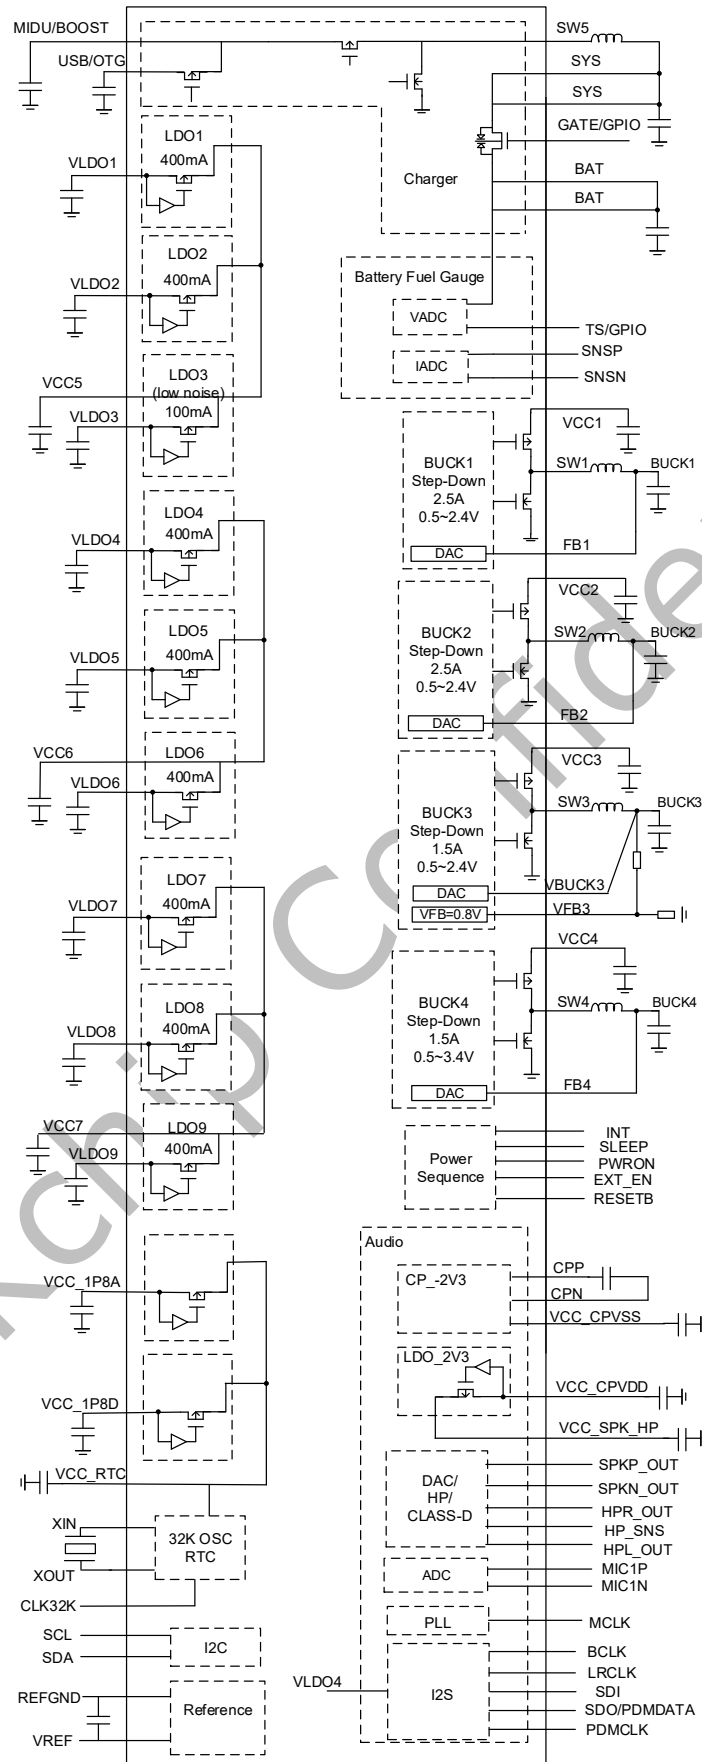 MIDU/BOOST
SW5
USB/OTG
SYS
SYS
LDO1
400mA
GATE/GPIO
VLDO1
BAT
Charger
BAT
LDO2
400mA
VLDO2
Battery Fuel Gauge
VADC
TS/GPIO
SNSP
IADC
SNSN
LDO3
(low noise)
100mA
VCC5
VLDO3
VCC1
BUCK1
Step-Down
2.5A
0.5~2.4V
SW1
BUCK1
DAC
FB1
LDO4
400mA
VLDO4
VCC2
BUCK2
Step-Down
2.5A
0.5~2.4V
SW2
BUCK2
DAC
FB2
LDO5
400mA
VLDO5
VCC6
LDO6
400mA
VLDO6
VCC3
BUCK3
Step-Down
1.5A
0.5~2.4V
SW3
BUCK3
DAC
VBUCK3
VFB=0.8V
VFB3
LDO7
400mA
VLDO7
VCC4
BUCK4
Step-Down
1.5A
0.5~3.4V
SW4
BUCK4
DAC
FB4
LDO8
400mA
VLDO8
VCC7
LDO9
400mA
VLDO9
Power
Sequence
INT
SLEEP
PWRON
EXT_EN
RESETB
Audio
CP_-2V3
CPP
CPN
VCC_CPVSS
VCC_1P8A
LDO_2V3
VCC_CPVDD
VCC_SPK_HP
VCC_1P8D
VCC_RTC
DAC/
HP/
CLASS-D
SPKP_OUT
SPKN_OUT
HPR_OUT
HP_SNS
HPL_OUT
XIN
32K OSC
RTC
XOUT
ADC
MIC1P
MIC1N
CLK32K
PLL
MCLK
SCL
SDA
I2C
VLDO4
I2S
BCLK
LRCLK
SDI
SDO/PDMDATA
PDMCLK
REFGND
Reference
VREF